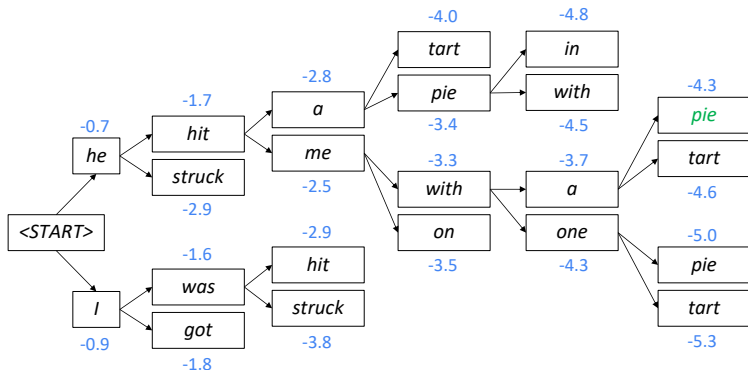 -4.0 -4.8
tart in
-2.8 -4.3
-1.7 a pie with pie
-0.7 hit -3.4 -4.5
he me -3.3 -3.7 tart
struck -2.5 with a -4.6
-2.9
<START> on one
-1.6 -2.9 -3.5 -4.3 -5.0
hit pie
was
I struck tart
got
-0.9 -3.8 -5.3
-1.8